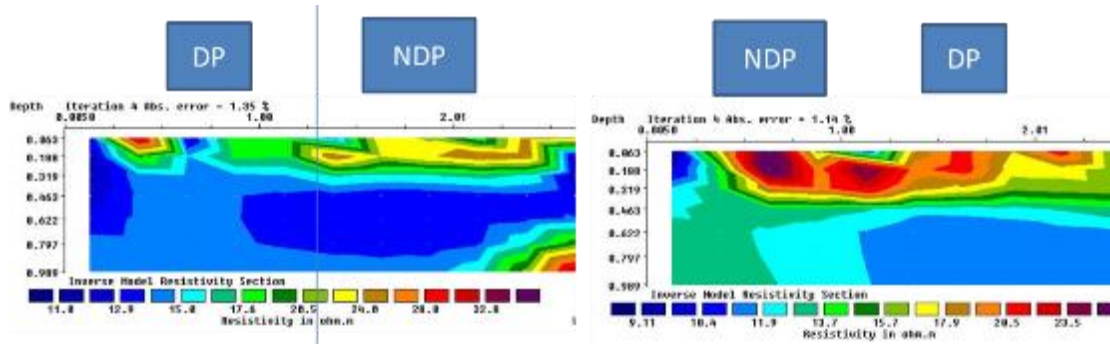 DP
NDP
Depth Iteration 4 Abs. error = 1.35 %
0.0050 1.00 2.01
0.063
0.188
0.319
0.463
0.622
0.797
0.989
Inverse Model Resistivity Section
11.0 12.9 15.0 17.6 20.5 24.0 28.0 32.8
Resistivity in ohm.m
NDP
DP
Depth Iteration 4 Abs. error = 1.14 %
0.0050 1.00 2.01
0.063
0.188
0.319
0.463
0.622
0.797
0.989
Inverse Model Resistivity Section
9.11 10.4 11.9 13.7 15.7 17.9 20.5 23.5
Resistivity in ohm.m